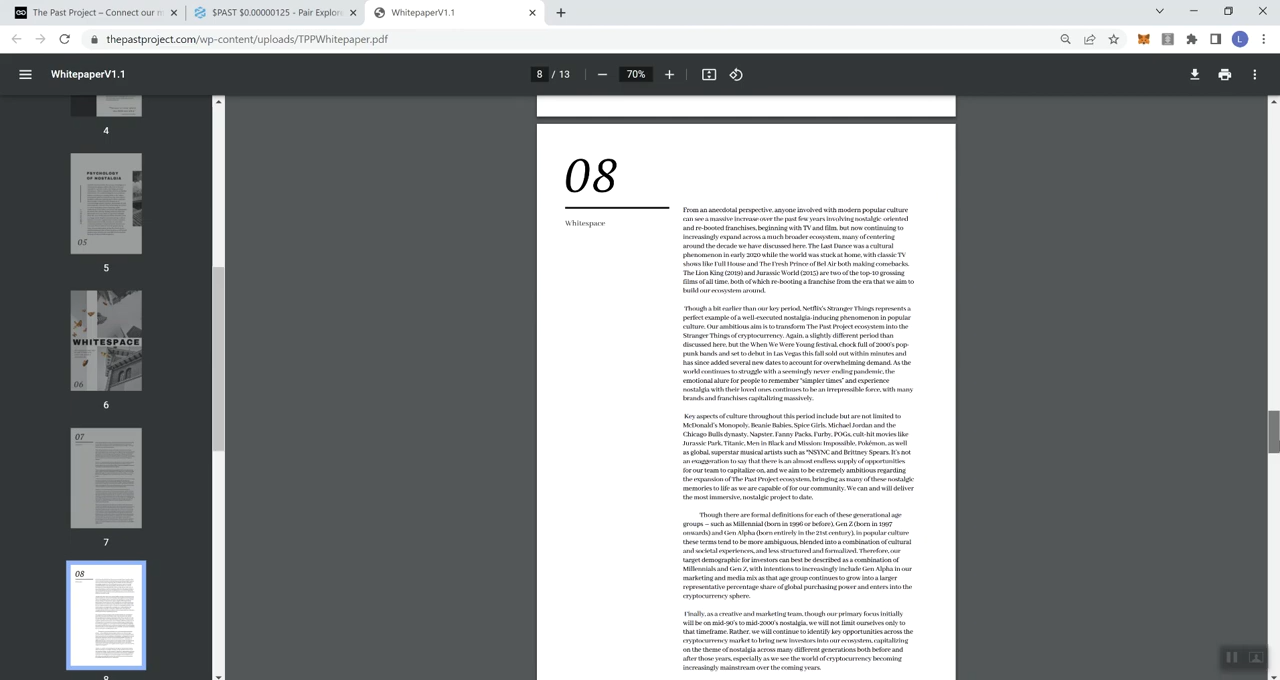 The Past Project – Connect our m
$PAST $0.00000125 - Pair Explore
WhitepaperV1.1
thepastproject.com/wp-content/uploads/TPPWhitepaper.pdf
L
WhitepaperV1.1
8 / 13
70%
4
PSYCHOLOGY
OF NOSTALGIA
05
5
WHITESPACE
06
6
07
7
08
08
Whitespace
From an anecdotal perspective, anyone involved with modern popular culture
can see a massive increase over the past few years involving nostalgic-oriented
and re-booted franchises, beginning with TV and film, but now continuing to
increasingly expand across a much broader ecosystem, many of centering
around the decade we have discussed here. The Last Dance was a cultural
phenomenon in early 2020 while the world was stuck at home, with classic TV
shows like Full House and The Fresh Prince of Bel Air both making comebacks.
The Lion King (2019) and Jurassic World (2015) are two of the top-10 grossing
films of all time, both of which re-booting a franchise from the era that we aim to
build our ecosystem around.
Though a bit earlier than our key period, Netflix's Stranger Things represents a
perfect example of a well-executed nostalgia-inducing phenomenon in popular
culture. Our ambitious aim is to transform The Past Project ecosystem into the
Stranger Things of cryptocurrency. Again, a slightly different period than
discussed here, but the When We Were Young festival, chock full of 2000's pop-
punk bands and set to debut in Las Vegas this fall sold out within minutes and
has since added several new dates to account for overwhelming demand. As the
world continues to struggle with a seemingly never-ending pandemic, the
emotional alure for people to remember "simpler times" and experience
nostalgia with their loved ones continues to be an irrepressible force, with many
brands and franchises capitalizing massively.
Key aspects of culture throughout this period include but are not limited to
McDonald's Monopoly, Beanie Babies, Spice Girls, Michael Jordan and the
Chicago Bulls dynasty, Napster, Fanny Packs, Furby, POGs, cult-hit movies like
Jurassic Park, Titanic, Men in Black and Mission: Impossible, Pokémon, as well
as global, superstar musical artists such as *NSYNC and Brittney Spears. It's not
an exaggeration to say that there is an almost endless supply of opportunities
for our team to capitalize on, and we aim to be extremely ambitious regarding
the expansion of The Past Project ecosystem, bringing as many of these nostalgic
memories to life as we are capable of for our community. We can and will deliver
the most immersive, nostalgic project to date.
Though there are formal definitions for each of these generational age
groups – such as Millennial (born in 1996 or before), Gen Z (born in 1997
onwards) and Gen Alpha (born entirely in the 21st century), in popular culture
these terms tend to be more ambiguous, blended into a combination of cultural
and societal experiences, and less structured and formalized. Therefore, our
target demographic for investors can best be described as a combination of
Millennials and Gen Z, with intentions to increasingly include Gen Alpha in our
marketing and media mix as that age group continues to grow into a larger
representative percentage share of global purchasing power and enters into the
cryptocurrency sphere.
Finally, as a creative and marketing team, though our primary focus initially
will be on mid-90's to mid-2000's nostalgia, we will not limit ourselves only to
that timeframe. Rather, we will continue to identify key opportunities across the
cryptocurrency market to bring new investors into our ecosystem, capitalizing
on the theme of nostalgia across many different generations both before and
after those years, especially as we see the world of cryptocurrency becoming
increasingly mainstream over the coming years.